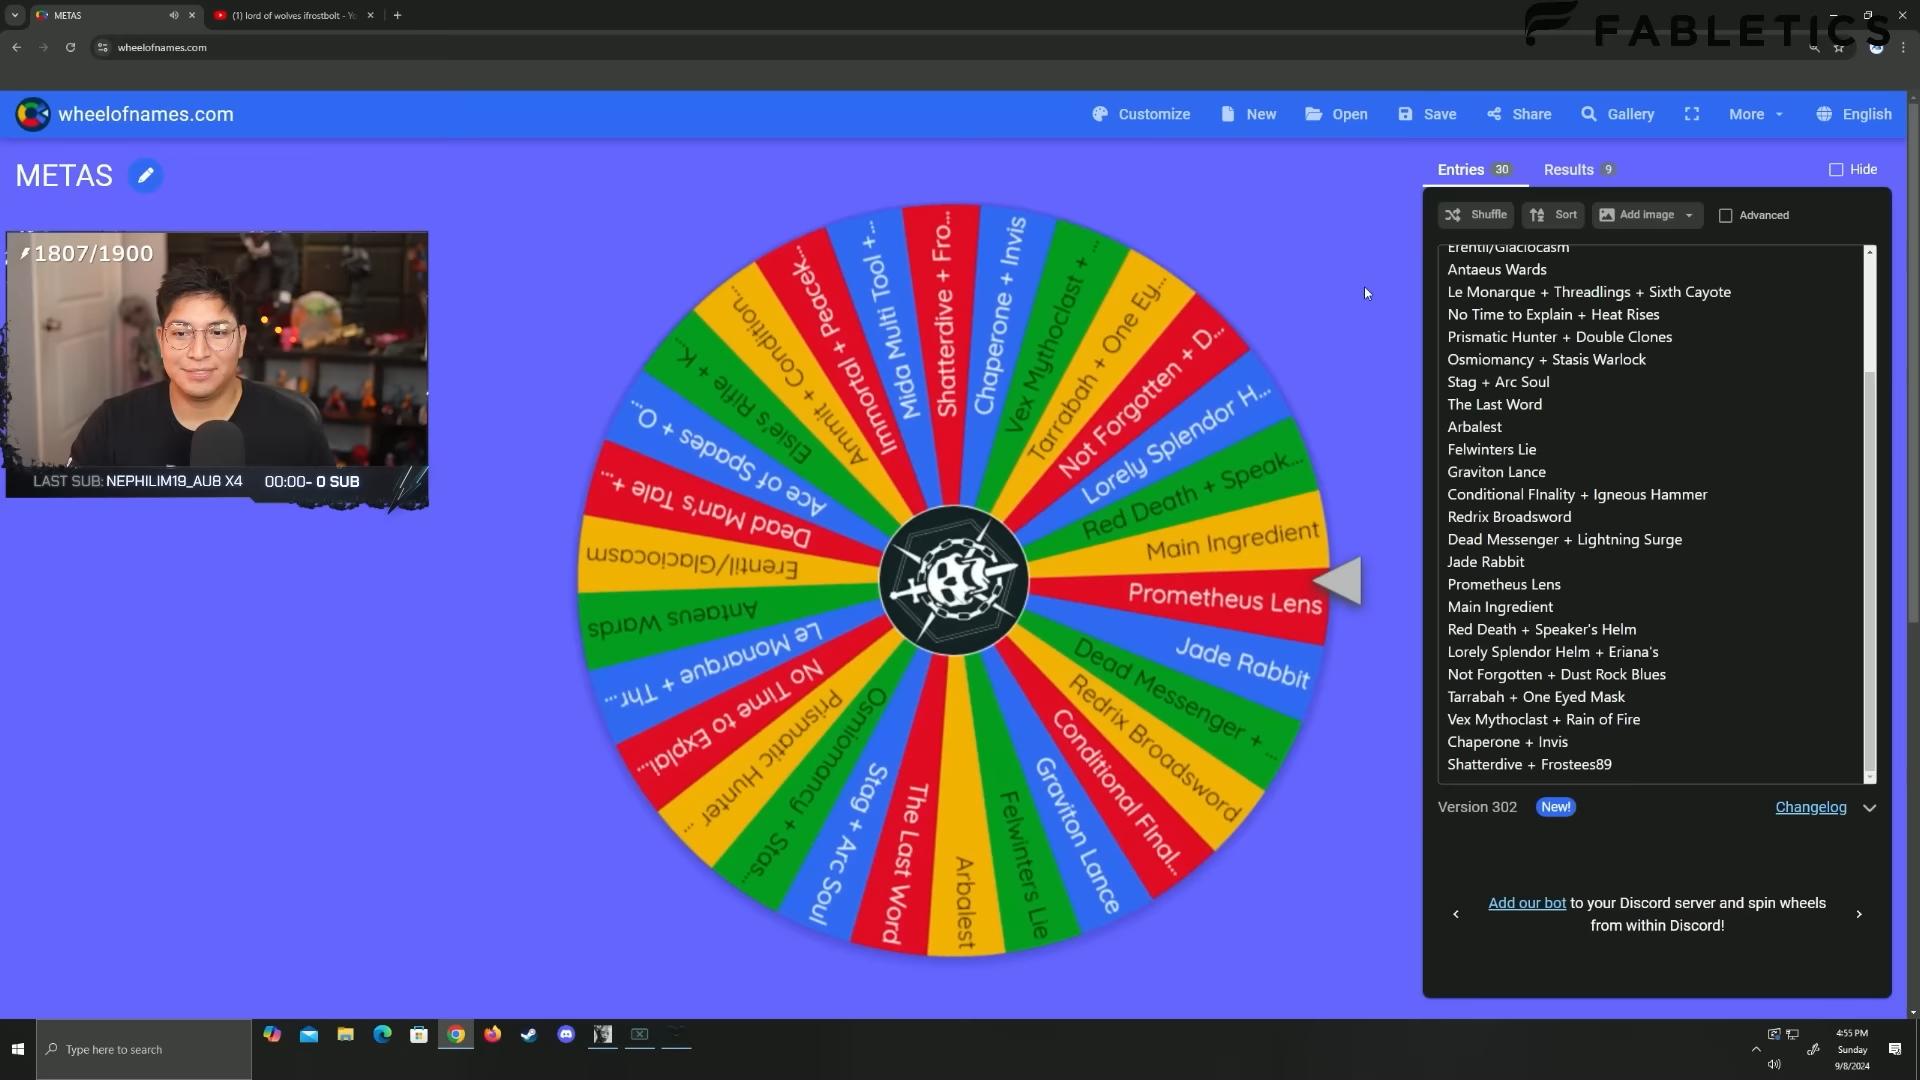 METAS
(1) lord of wolves ifrostbolt - Yo
wheelofnames.com
FABLETICS
wheelofnames.com
Customize
New
Open
Save
Share
Gallery
More
English
METAS
Entries 30
Results 9
Hide
Shuffle
Sort
Add image
Advanced
1807/1900
LAST SUB: NEPHILIM19_AU8 X4
00:00- 0 SUB
Shatterdive + Fro...
Chaperone + Invis
Vex Mythoclast + ...
Tarrabah + One Ey...
Not Forgotten + D...
Lorely Splendor H...
Red Death + Speak...
Main Ingredient
Prometheus Lens
Jade Rabbit
Dead Messenger + ...
Redrix Broadsword
Conditional FInal...
Graviton Lance
Felwinters Lie
Arbalest
The Last Word
Stag + Arc Soul
Osmiomancy + Stas...
Prismatic Hunter ...
No Time to Explai...
Le Monarque + Thr...
Antaeus Wards
Erentil/Glaciocasm
Dead Man's Tale +...
Ace of Spades + O...
Elsie's Rifle + K...
Ammit + Condition...
Immortal + Peacek...
Mida Multi Tool +...
Erentil/Glaciocasm
Antaeus Wards
Le Monarque + Threadlings + Sixth Cayote
No Time to Explain + Heat Rises
Prismatic Hunter + Double Clones
Osmiomancy + Stasis Warlock
Stag + Arc Soul
The Last Word
Arbalest
Felwinters Lie
Graviton Lance
Conditional FInality + Igneous Hammer
Redrix Broadsword
Dead Messenger + Lightning Surge
Jade Rabbit
Prometheus Lens
Main Ingredient
Red Death + Speaker's Helm
Lorely Splendor Helm + Eriana's
Not Forgotten + Dust Rock Blues
Tarrabah + One Eyed Mask
Vex Mythoclast + Rain of Fire
Chaperone + Invis
Shatterdive + Frostees89
Version 302
New!
Changelog
Add our bot to your Discord server and spin wheels
from within Discord!
Type here to search
4:55 PM
Sunday
9/8/2024